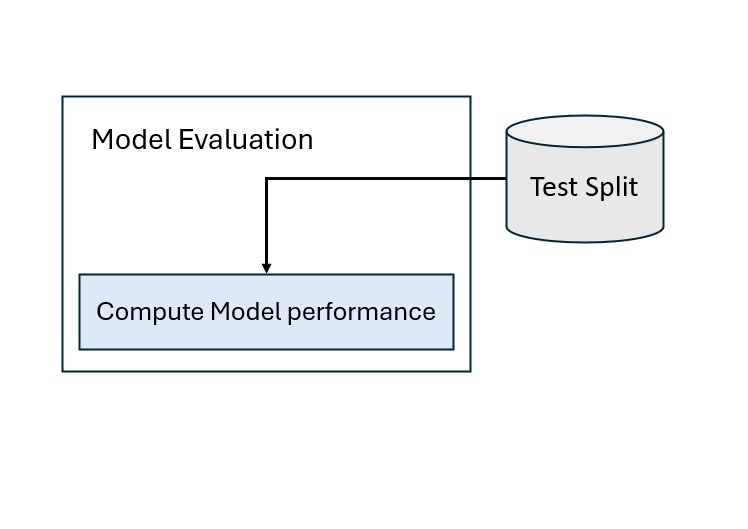 Model Evaluation
Test Split
Compute Model performance